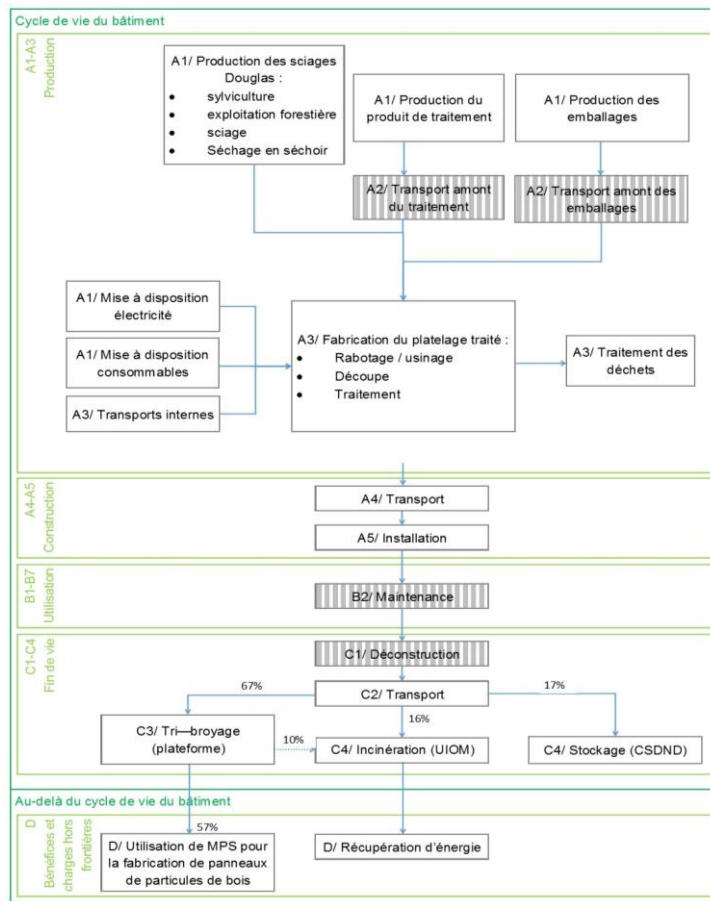 Cycle de vie du bâtiment
A1-A3
Production
A1/ Production des sciages
Douglas :
• sylviculture
• exploitation forestière
• sciage
• Séchage en séchoir
A1/ Production du
produit de traitement
A1/ Production des
emballages
A2/ Transport amont
du traitement
A2/ Transport amont des
emballages
A1/ Mise à disposition
électricité
A1/ Mise à disposition
consommables
A3/ Transports internes
A3/ Fabrication du platelage traité :
• Rabotage / usinage
• Découpe
• Traitement
A3/ Traitement des
déchets
A4-A5
Construction
A4/ Transport
A5/ Installation
B1-B7
Utilisation
B2/ Maintenance
C1-C4
Fin de vie
C1/ Déconstruction
C2/ Transport
67%
16%
17%
C3/ Tri—broyage
(plateforme)
10%
C4/ Incinération (UIOM)
C4/ Stockage (CSDND)
Au-delà du cycle de vie du bâtiment
D
Bénéfices et
charges hors
frontières
57%
D/ Utilisation de MPS pour
la fabrication de panneaux
de particules de bois
D/ Récupération d'énergie